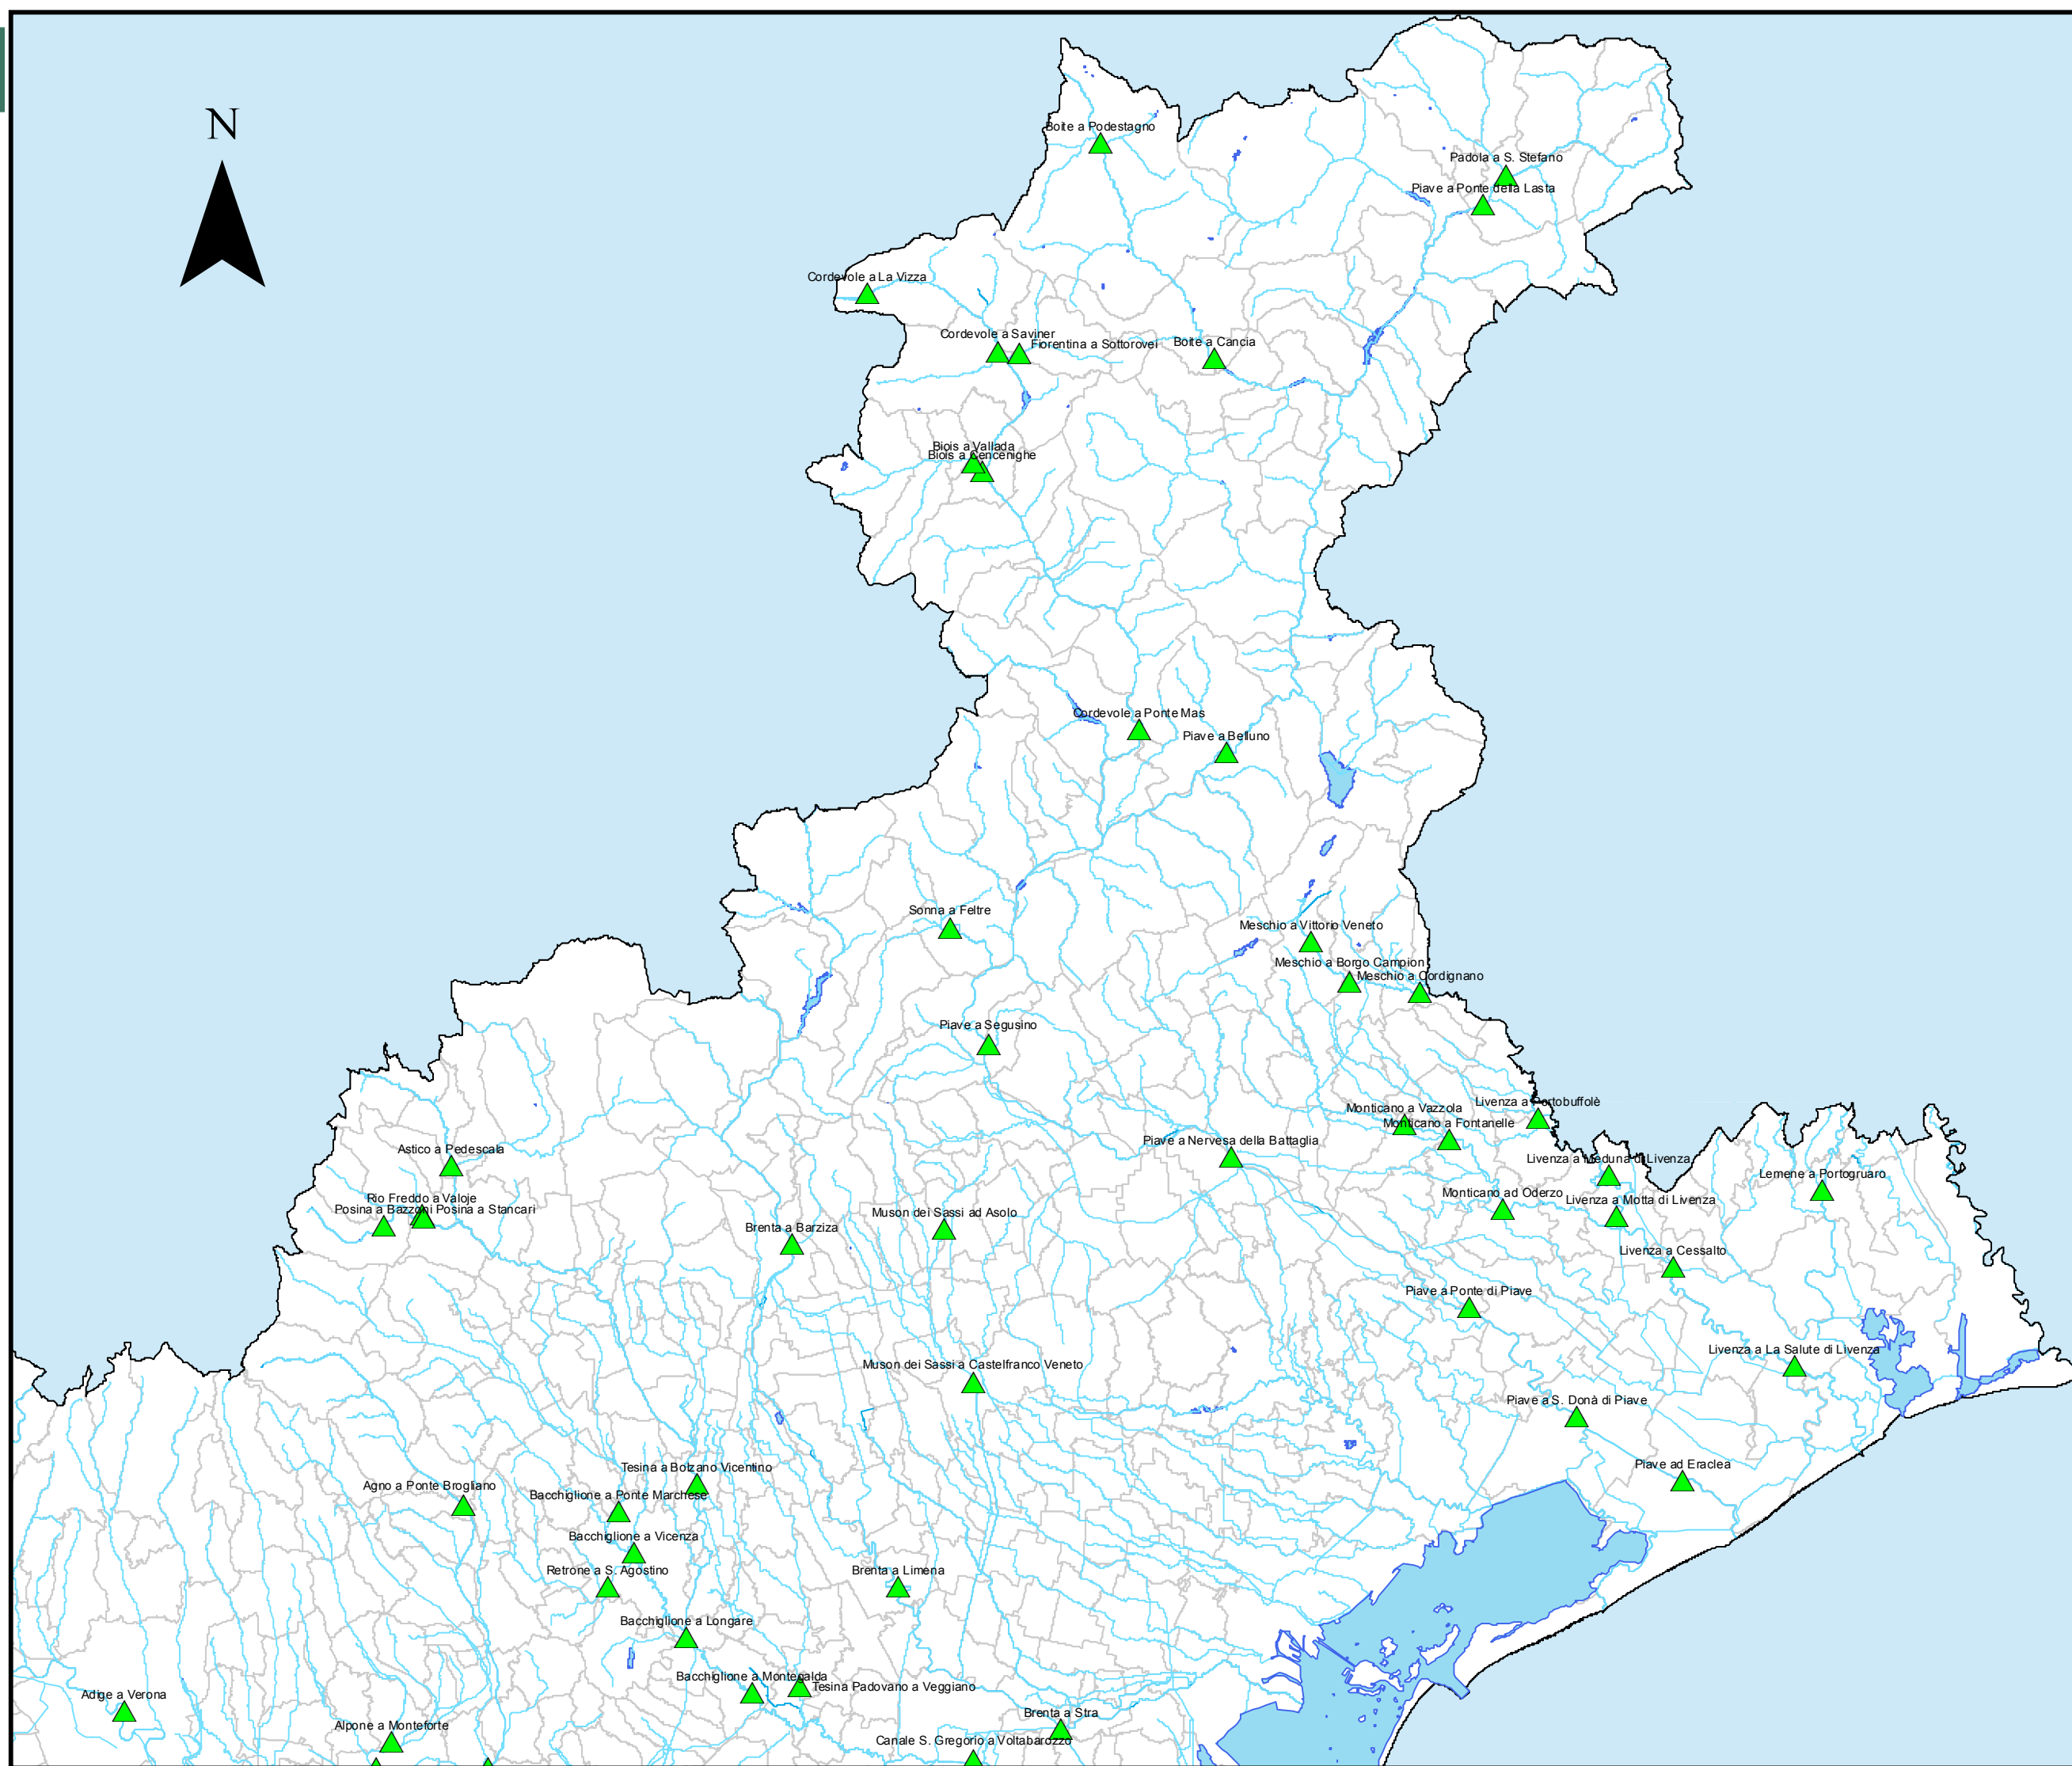 N
Boite a Podestagno
Padola a S. Stefano
Piave a Ponte della Lasta
Cordevole a La Vizza
Cordevole a Saviner
Fiorentina a Sottorovei
Boite a Cancia
Biois a Vallada
Biois a Cencenighe
Cordevole a Ponte Mas
Piave a Belluno
Sonna a Feltre
Meschio a Vittorio Veneto
Meschio a Borgo Campion
Meschio a Cordignano
Piave a Segusino
Livenza a Portobuffolè
Monticano a Vazzola
Monticano a Fontanelle
Piave a Nervesa della Battaglia
Astico a Pedescala
Livenza a Meduna di Livenza
Lemene a Portogruaro
Monticano ad Oderzo
Livenza a Motta di Livenza
Rio Freddo a Valoje
Posina a Bazzoni
Posina a Stancari
Muson dei Sassi ad Asolo
Brenta a Barziza
Livenza a Cessalto
Piave a Ponte di Piave
Livenza a La Salute di Livenza
Muson dei Sassi a Castelfranco Veneto
Piave a S. Donà di Piave
Piave ad Eraclea
Tesina a Bolzano Vicentino
Agno a Ponte Brogliano
Bacchiglione a Ponte Marchese
Bacchiglione a Vicenza
Retrone a S. Agostino
Brenta a Limena
Bacchiglione a Longare
Bacchiglione a Montegalda
Tesina Padovano a Veggiano
Adige a Verona
Brenta a Stra
Alpone a Monteforte
Canale S. Gregorio a Voltabarozzo